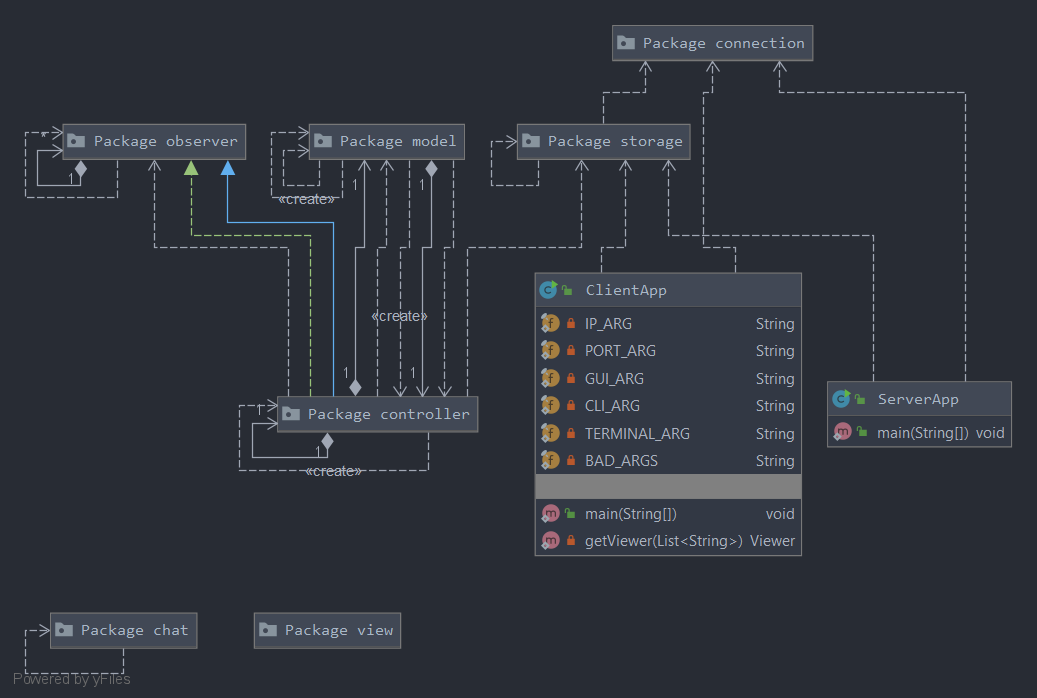 Package connection
Package observer
*
1
Package model
«create»
1
1
Package storage
ClientApp
IP_ARG String
PORT_ARG String
GUI_ARG String
CLI_ARG String
TERMINAL_ARG String
BAD_ARGS String
main(String[]) void
getViewer(List<String>) Viewer
«create»
1
1
ServerApp
main(String[]) void
Package controller
1
1
«create»
Package chat
Package view
Powered by yFiles